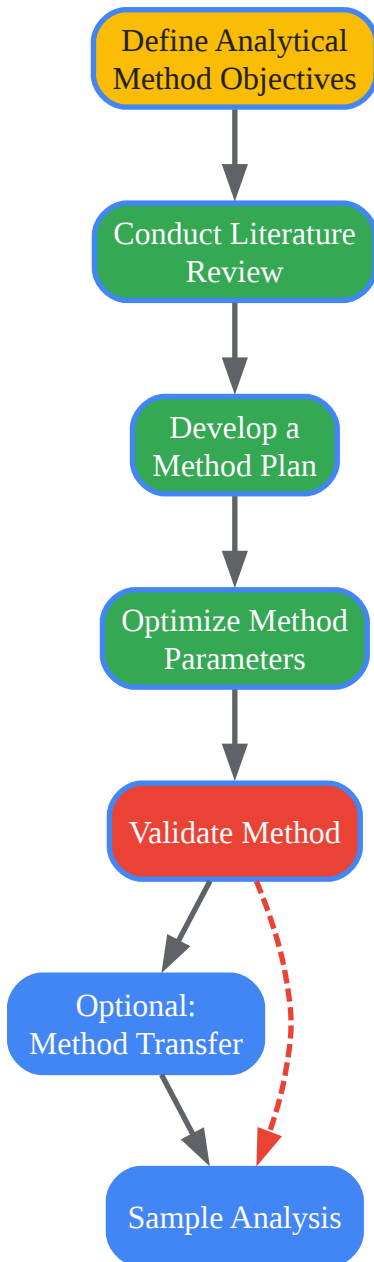 Define Analytical
Method Objectives
Conduct Literature
Review
Develop a
Method Plan
Optimize Method
Parameters
Validate Method
Optional:
Method Transfer
Sample Analysis